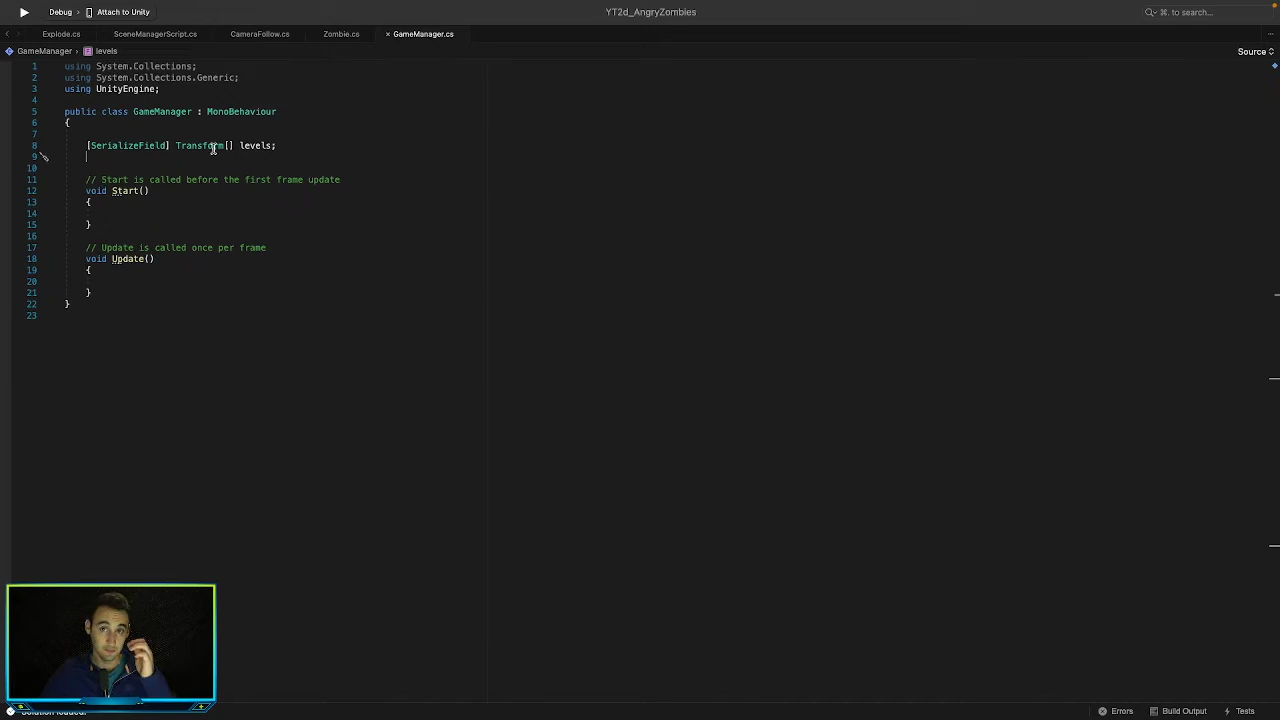 Debug
Attach to Unity
YT2d_AngryZombies
⌘. to search...
Explode.cs
SceneManagerScript.cs
CameraFollow.cs
Zombie.cs
× GameManager.cs
GameManager
levels
Source
1 using System.Collections;
2 using System.Collections.Generic;
3 using UnityEngine;
4
5 public class GameManager : MonoBehaviour
6 {
7
8 [SerializeField] Transform[] levels;
9
10
11 // Start is called before the first frame update
12 void Start()
13 {
14
15 }
16
17 // Update is called once per frame
18 void Update()
19 {
20
21 }
22 }
23
Solution loaded.
Errors
Build Output
Tests